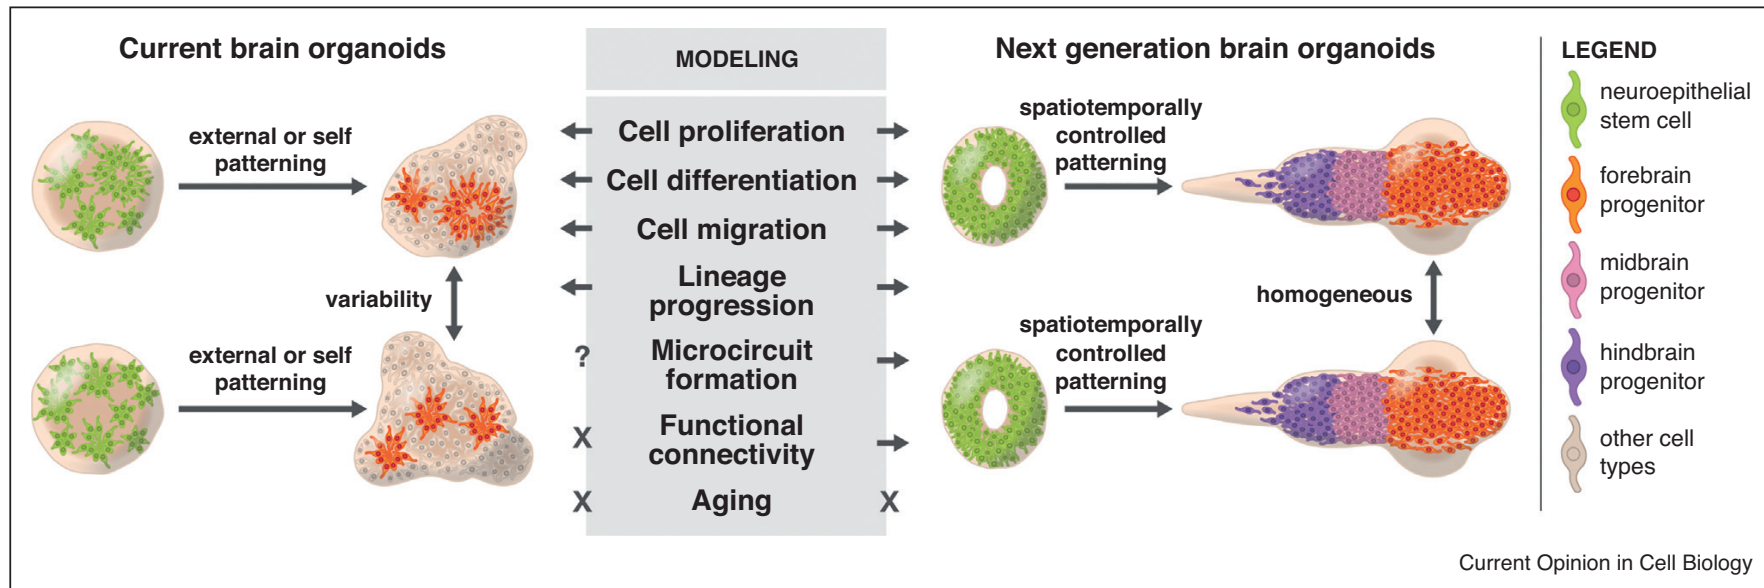 Current brain organoids
external or self
patterning
variability
external or self
patterning
MODELING
Cell proliferation
Cell differentiation
Cell migration
Lineage
progression
? Microcircuit
formation
X Functional
connectivity
X Aging X
Next generation brain organoids
spatiotemporally
controlled
patterning
homogeneous
spatiotemporally
controlled
patterning
LEGEND
neuroepithelial
stem cell
forebrain
progenitor
midbrain
progenitor
hindbrain
progenitor
other cell
types
Current Opinion in Cell Biology